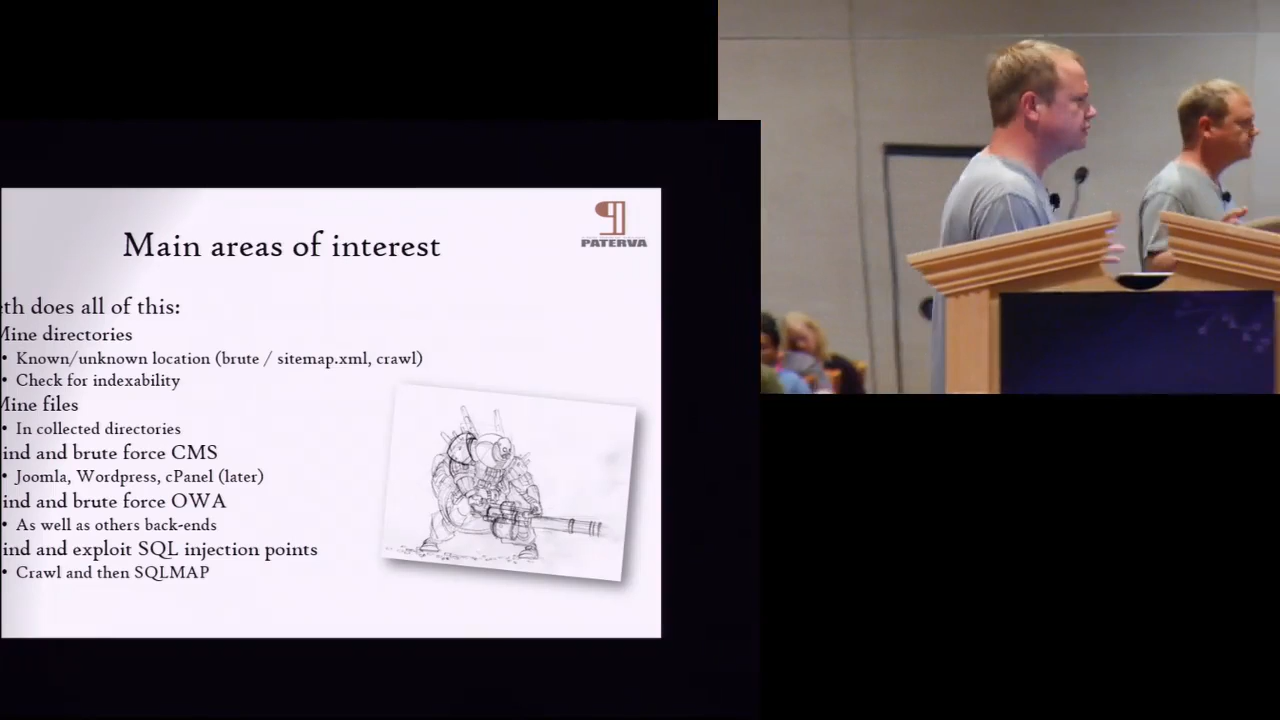 Main areas of interest
PATERVA
eth does all of this:
Mine directories
• Known/unknown location (brute / sitemap.xml, crawl)
• Check for indexability
Mine files
• In collected directories
ind and brute force CMS
• Joomla, Wordpress, cPanel (later)
ind and brute force OWA
• As well as others back-ends
ind and exploit SQL injection points
• Crawl and then SQLMAP